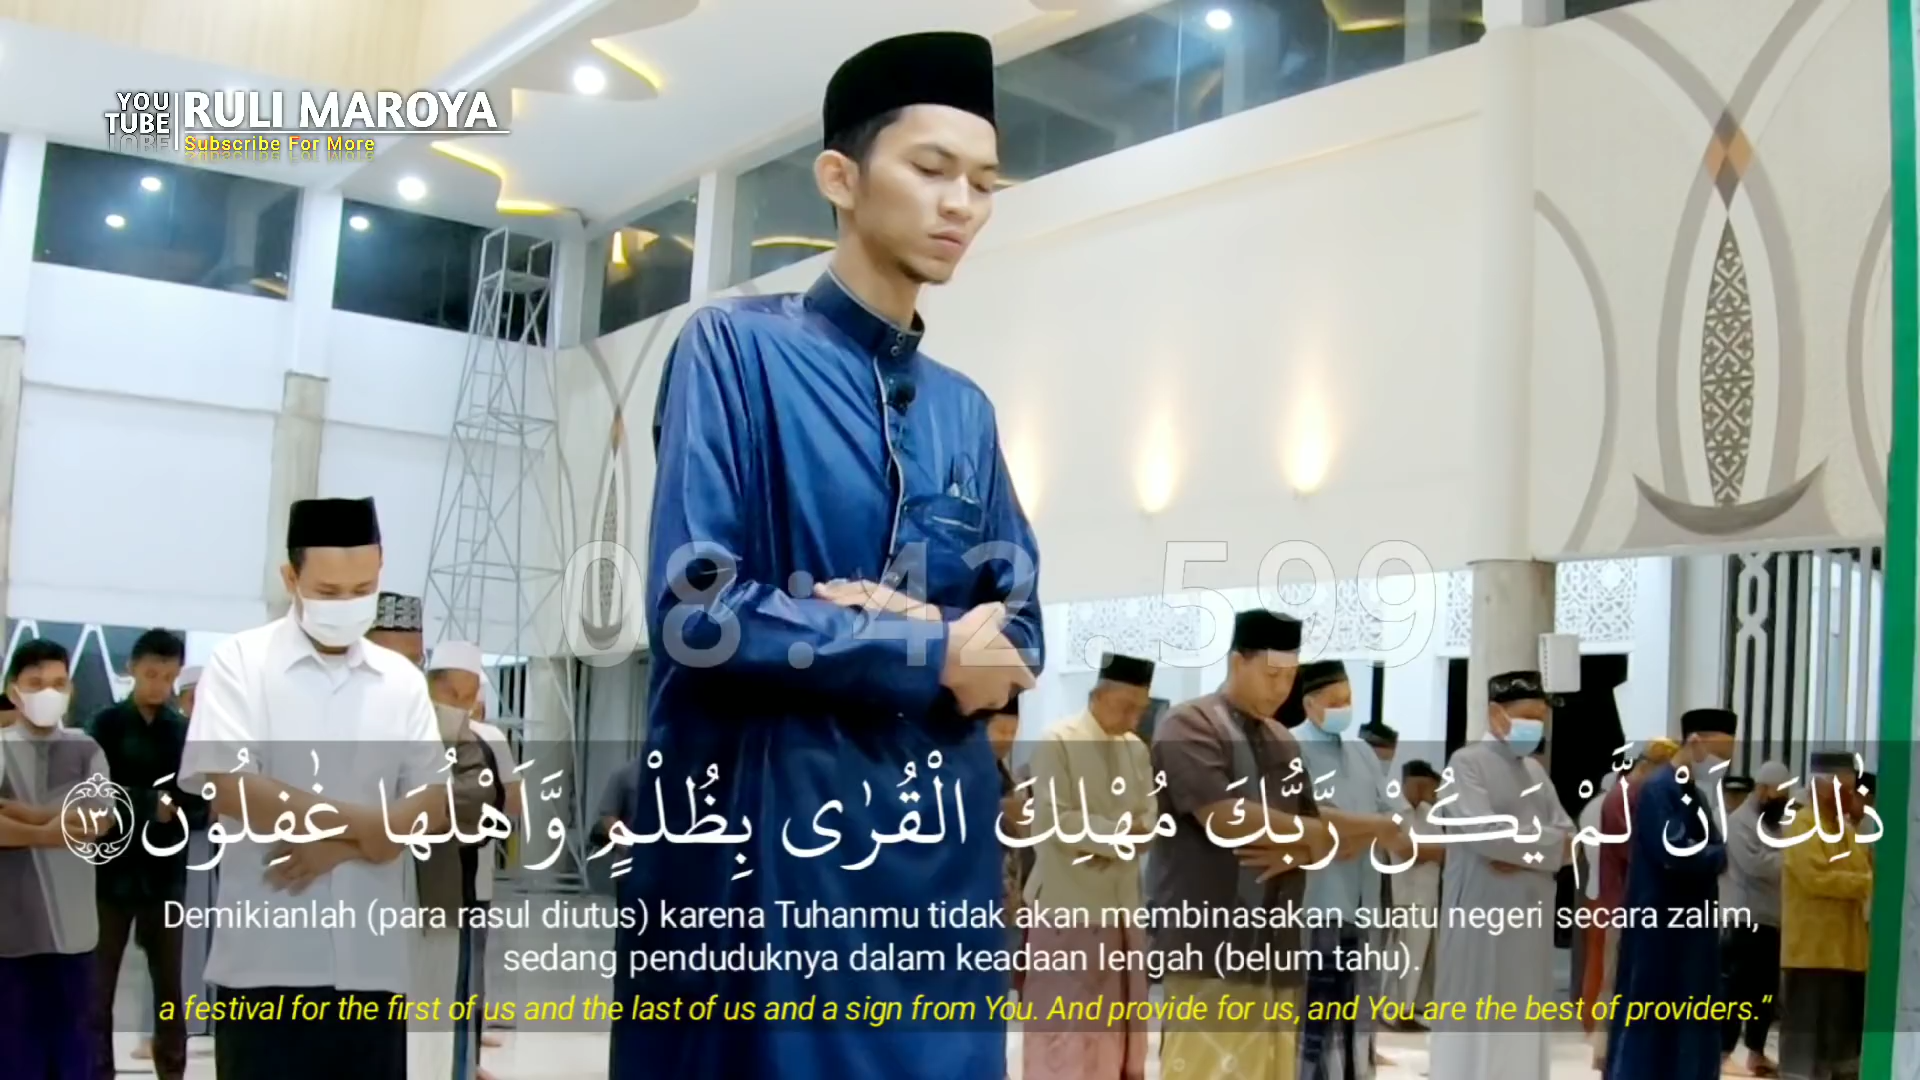 YOU
TUBE
RULI MAROYA
Subscribe For More
08:42.599
ذٰلِكَ اَنْ لَّمْ يَكُنْ رَّبُّكَ مُهْلِكَ الْقُرٰى بِظُلْمٍ وَّاَهْلُهَا غٰفِلُوْنَ ۝١٣١
Demikianlah (para rasul diutus) karena Tuhanmu tidak akan membinasakan suatu negeri secara zalim,
sedang penduduknya dalam keadaan lengah (belum tahu).
a festival for the first of us and the last of us and a sign from You. And provide for us, and You are the best of providers.”